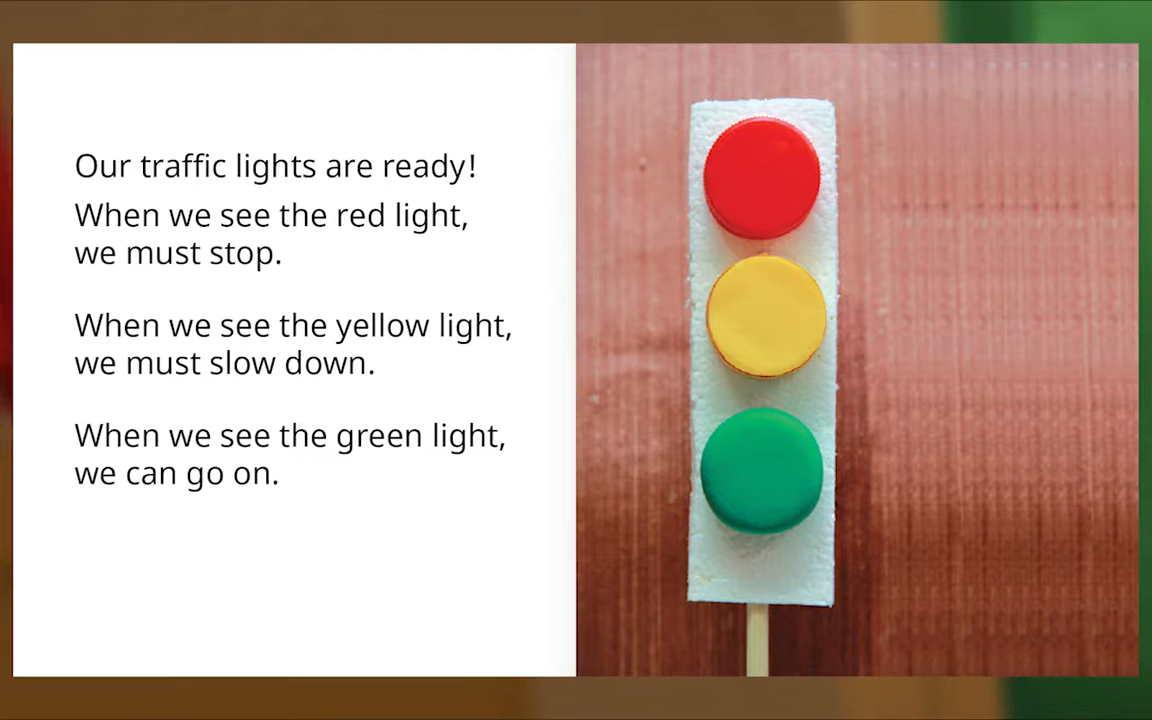 Our traffic lights are ready!
When we see the red light,
we must stop.
When we see the yellow light,
we must slow down.
When we see the green light,
we can go on.